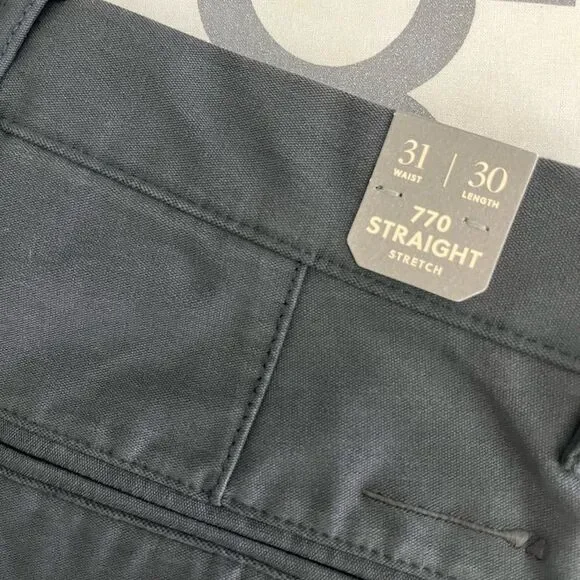 31 | 30
WAIST LENGTH
770
STRAIGHT
STRETCH